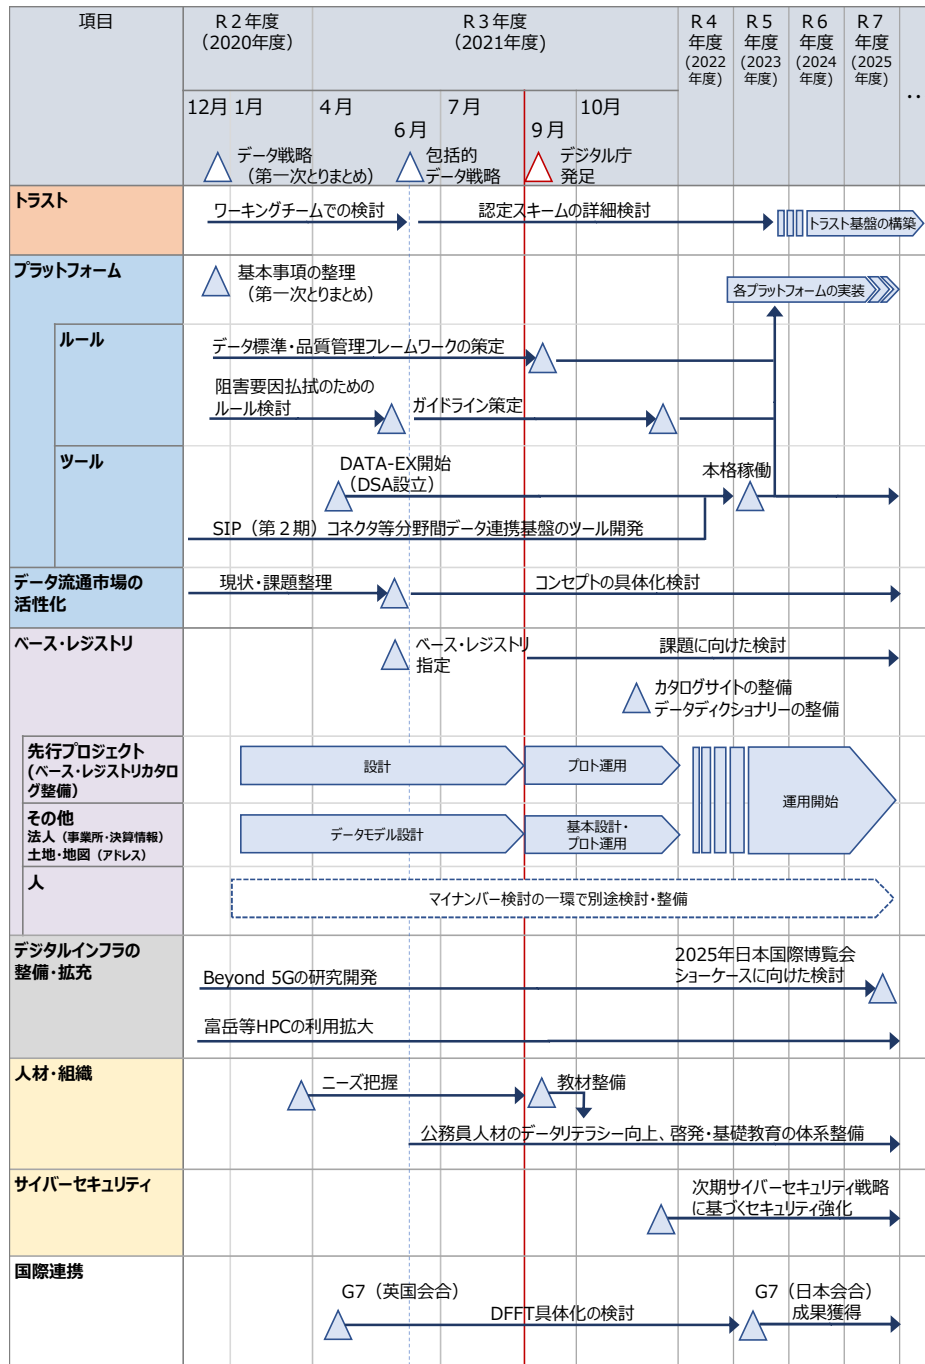 項目
R２年度
（2020年度）
R３年度
（2021年度）
R４
年度
(2022
年度)
R５
年度
(2023
年度)
R６
年度
(2024
年度)
R７
年度
(2025
年度)
‥
12月
1月
４月
６月
７月
９月
10月
データ戦略
（第一次とりまとめ）
包括的
データ戦略
デジタル庁
発足
トラスト
ワーキングチームでの検討
認定スキームの詳細検討
トラスト基盤の構築
プラットフォーム
基本事項の整理
（第一次とりまとめ）
各プラットフォームの実装
ルール
データ標準・品質管理フレームワークの策定
阻害要因払拭のための
ルール検討
ガイドライン策定
ツール
DATA-EX開始
（DSA設立）
本格稼働
SIP（第２期）コネクタ等分野間データ連携基盤のツール開発
データ流通市場の
活性化
現状・課題整理
コンセプトの具体化検討
ベース・レジストリ
ベース・レジストリ
指定
課題に向けた検討
カタログサイトの整備
データディクショナリーの整備
先行プロジェクト
(ベース・レジストリカタロ
グ整備)
設計
プロト運用
運用開始
その他
法人（事業所・決算情報）
土地・地図（アドレス）
データモデル設計
基本設計・
プロト運用
人
マイナンバー検討の一環で別途検討・整備
デジタルインフラの
整備・拡充
Beyond 5Gの研究開発
2025年日本国際博覧会
ショーケースに向けた検討
富岳等HPCの利用拡大
人材・組織
ニーズ把握
教材整備
公務員人材のデータリテラシー向上、啓発・基礎教育の体系整備
サイバーセキュリティ
次期サイバーセキュリティ戦略
に基づくセキュリティ強化
国際連携
G7（英国会合）
DFFT具体化の検討
G7（日本会合）
成果獲得